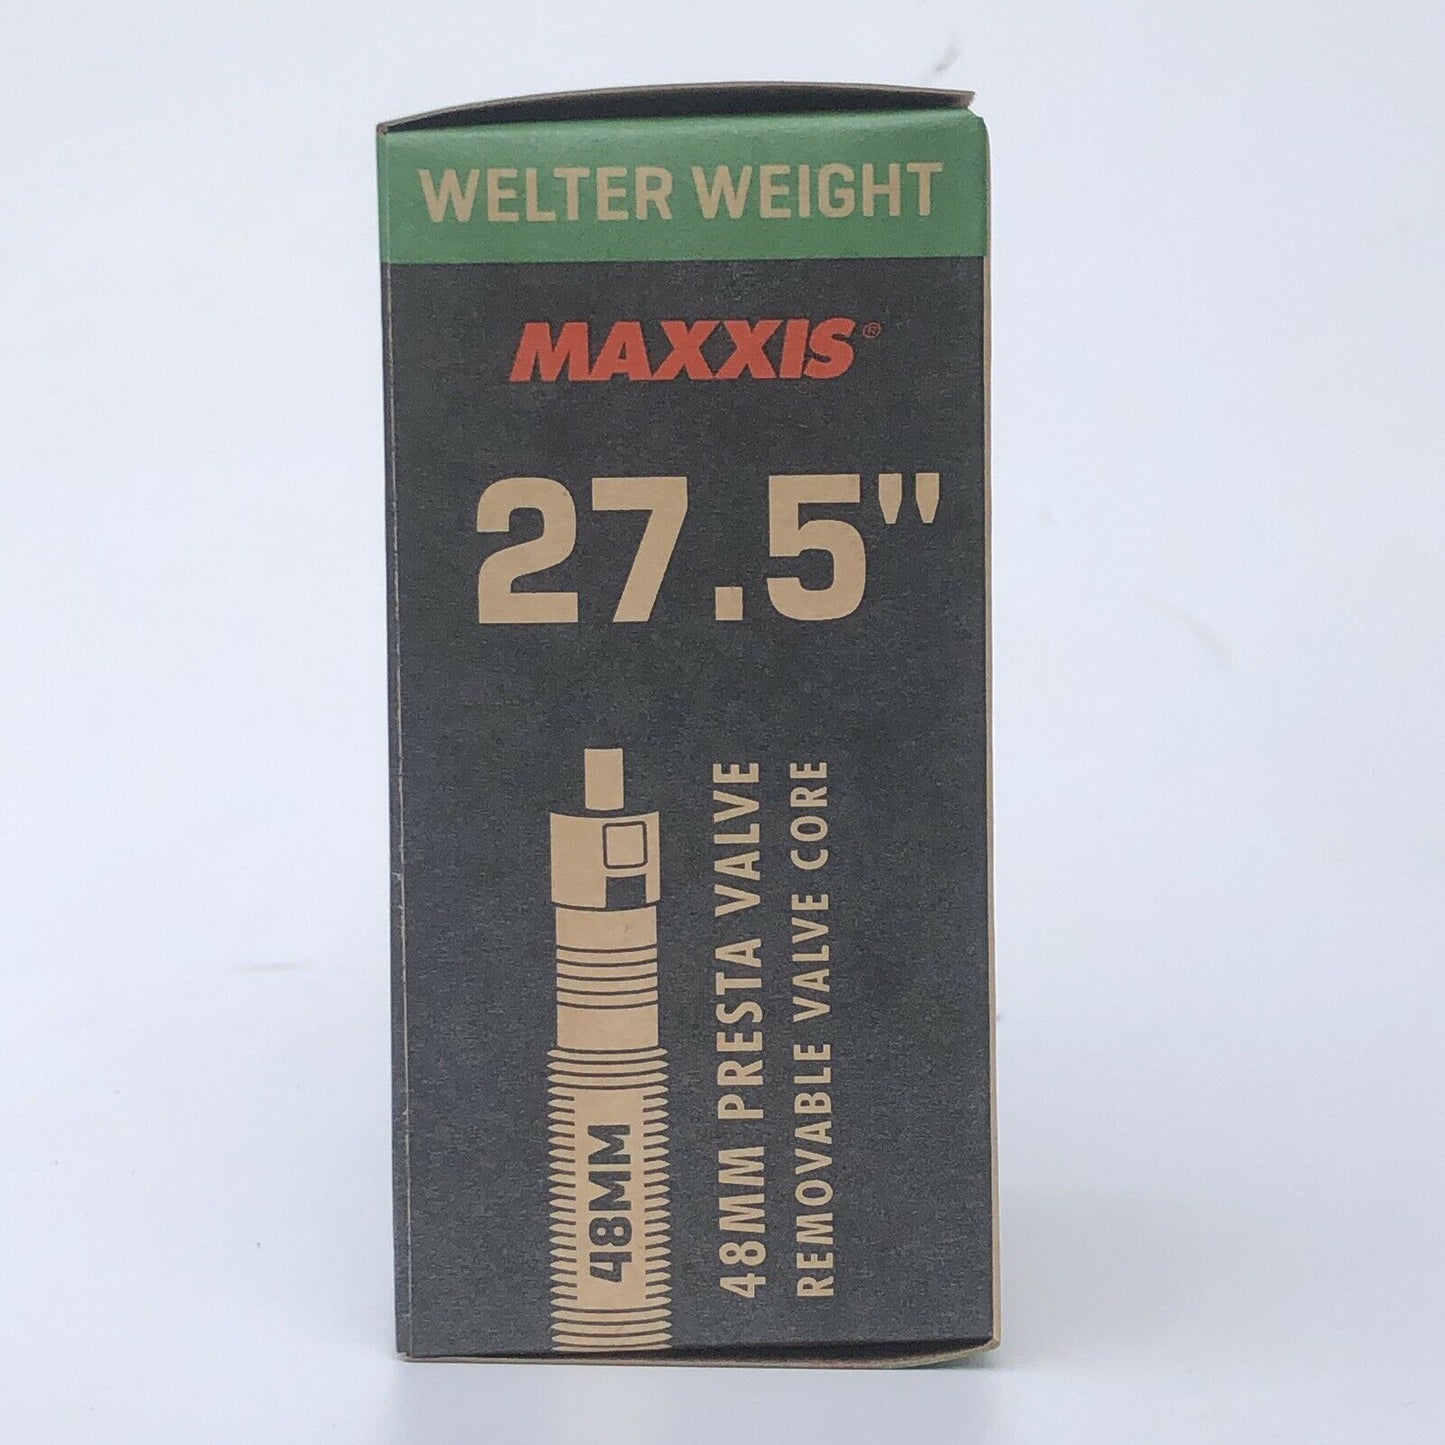 WELTER WEIGHT
MAXXIS®
27.5"
48MM
48MM PRESTA VALVE
REMOVABLE VALVE CORE